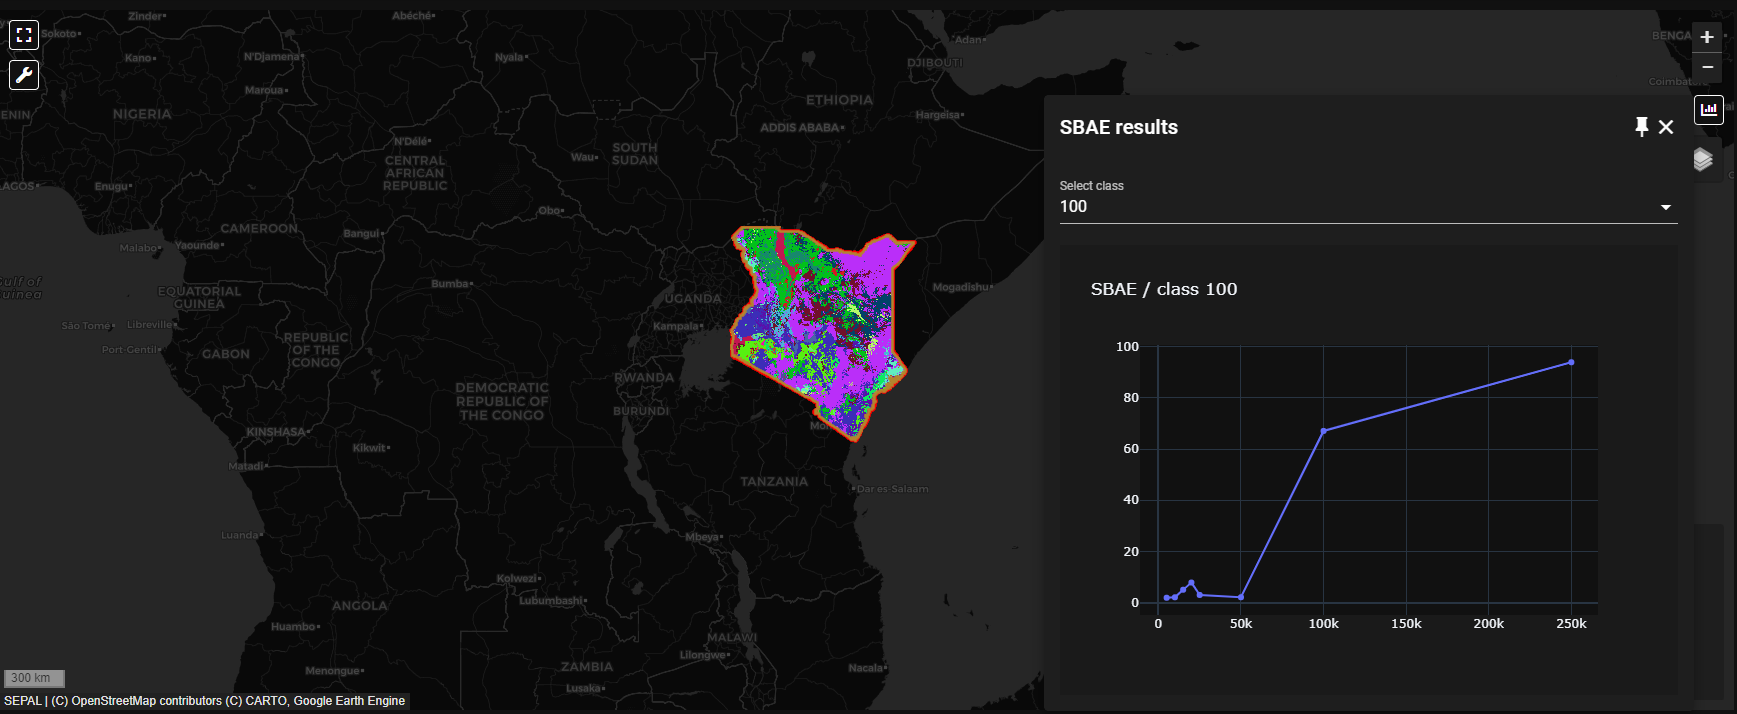 Zinder
Abéché
Sokoto
Kano
N'Djamena
Nyala
Adan
DJIBOUTI
BENGA
Coimbat
Maroua
NIGERIA
ENIN
ETHIOPIA
Hargeisa
ADDIS ABABA
N'Délé
CENTRAL
AFRICAN
REPUBLIC
Wau
SOUTH
SUDAN
LAGOS
Enugu
Obo
CAMEROON
Bangui
Malabo
Yaounde
Gulf of
Guinea
EQUATORIAL
GUINEA
Bumba
UGANDA
Mogadishu
São Tomé
Libreville
Kampala
Port-Gentil
GABON
REPUBLIC
OF THE
CONGO
RWANDA
DEMOCRATIC
REPUBLIC OF
THE CONGO
BURUNDI
KINSHASA
Kikwit
Mo
Matadi
TANZANIA
Dar es-Salaam
Luanda
Mbeya
Kolwezi
Lubumbashi
ANGOLA
Huambo
MALAWI
Lilongwe
ZAMBIA
Menongue
Lusaka
Nacala
300 km
SEPAL | (C) OpenStreetMap contributors (C) CARTO, Google Earth Engine
+
−
SBAE results
Select class
100
SBAE / class 100
100
80
60
40
20
0
0 50k 100k 150k 200k 250k